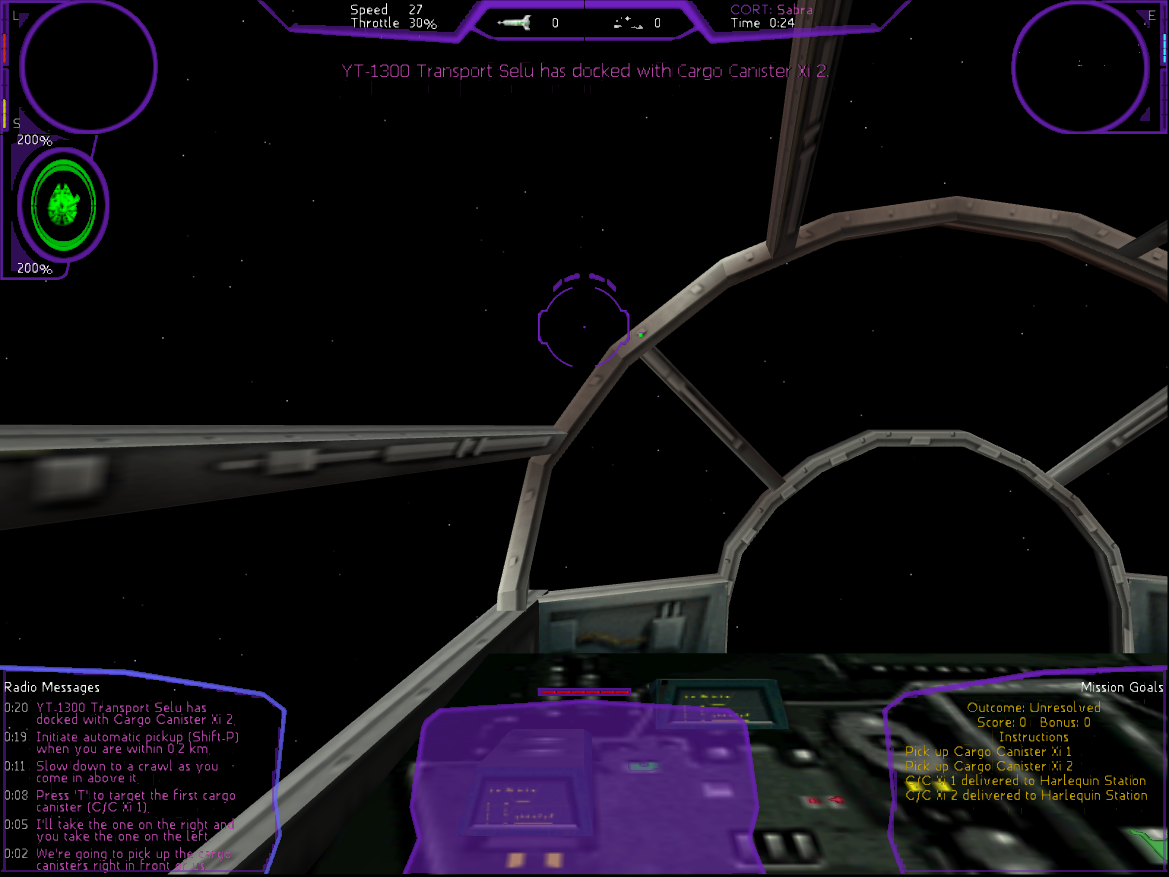 Speed 27
Throttle 30%
0
0
CORT: Sabra
Time 0:24
L
E
YT-1300 Transport Selu has docked with Cargo Canister Xi 2.
S
200%
200%
Radio Messages
0:20 YT-1300 Transport Selu has
docked with Cargo Canister Xi 2.
0:19 Initiate automatic pickup (Shift-P)
when you are within 0.2 km
0:11 Slow down to a crawl as you
come in above it
0:08 Press 'T' to target the first cargo
canister (C/C Xi 1).
0:05 I'll take the one on the right and
you take the one on the left
0:02 We're going to pick up the cargo
canisters right in front of us
Mission Goals
Outcome: Unresolved
Score: 0 Bonus: 0
Instructions
Pick up Cargo Canister Xi 1
Pick up Cargo Canister Xi 2
C/C Xi 1 delivered to Harlequin Station
C/C Xi 2 delivered to Harlequin Station